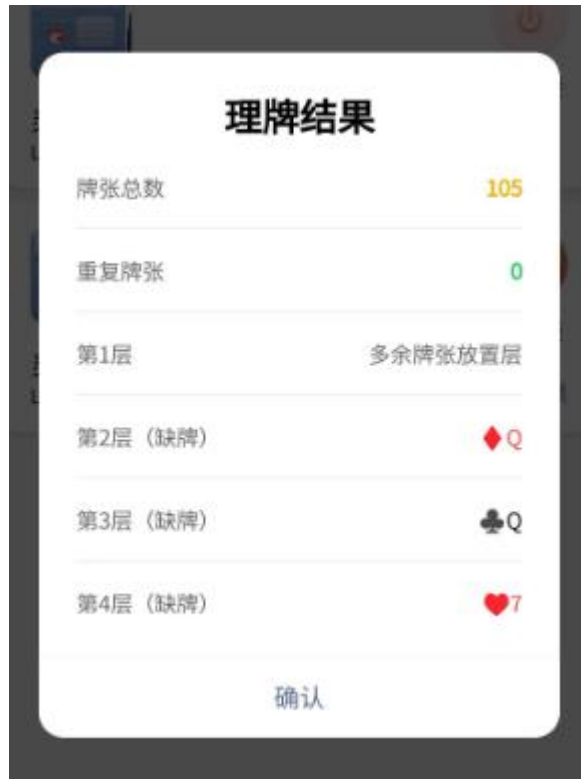 理牌结果
牌张总数 105
重复牌张 0
第1层 多余牌张放置层
第2层（缺牌） ♦Q
第3层（缺牌） ♣Q
第4层（缺牌） ♥7
确认